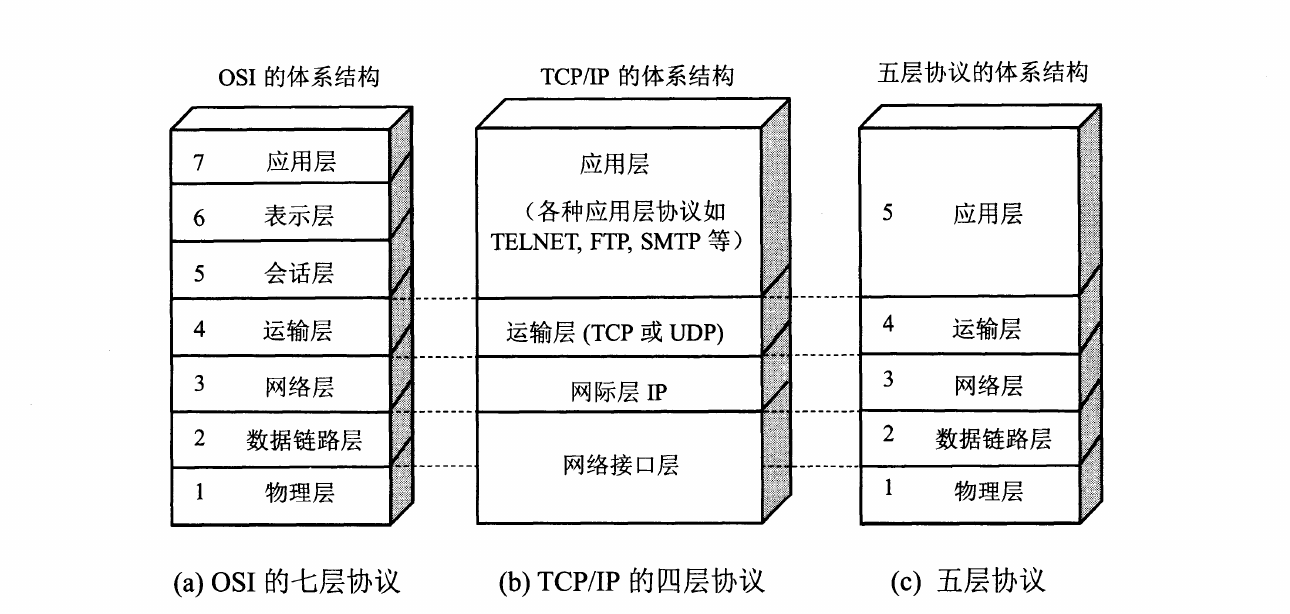 OSI 的体系结构
TCP/IP 的体系结构
五层协议的体系结构
7 应用层
6 表示层
5 会话层
4 运输层
3 网络层
2 数据链路层
1 物理层
应用层
（各种应用层协议如
TELNET, FTP, SMTP 等）
运输层 (TCP 或 UDP)
网际层 IP
网络接口层
5 应用层
4 运输层
3 网络层
2 数据链路层
1 物理层
(a) OSI 的七层协议
(b) TCP/IP 的四层协议
(c) 五层协议